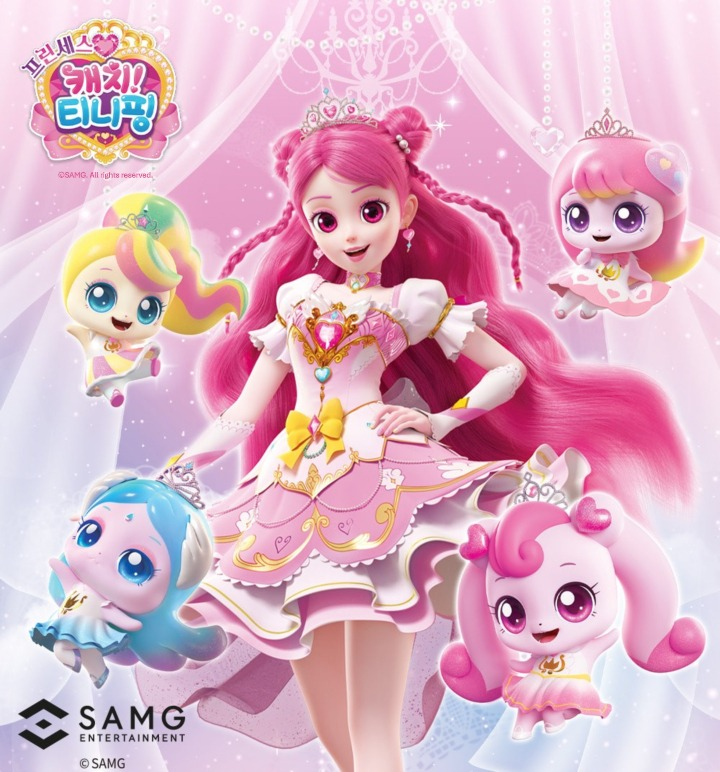 프린세스
캐치!
티니핑
©SAMG. All rights reserved.
SAMG
ENTERTAINMENT
© SAMG